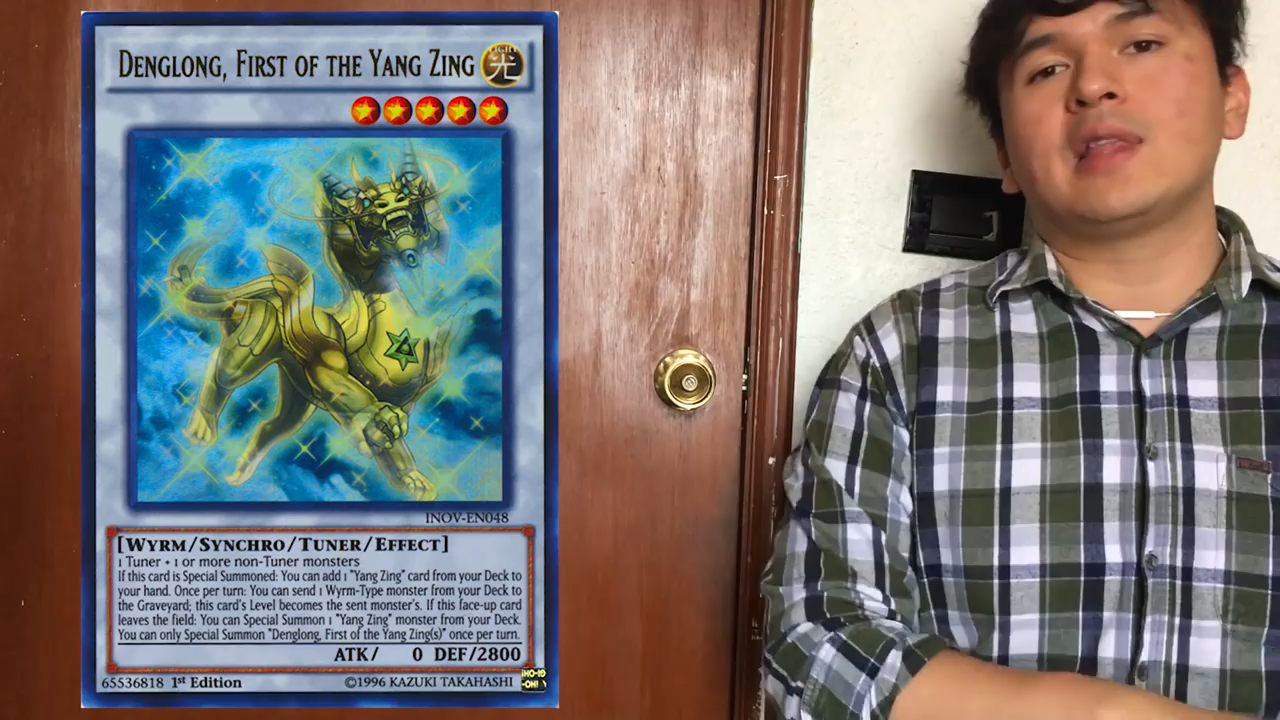 DENGLONG, FIRST OF THE YANG ZING
LIGHT
光
INOV-EN048
[WYRM/SYNCHRO/TUNER/EFFECT]
1 Tuner + 1 or more non-Tuner monsters
If this card is Special Summoned: You can add 1 "Yang Zing" card from your Deck to
your hand. Once per turn: You can send 1 Wyrm-Type monster from your Deck to
the Graveyard; this card's Level becomes the sent monster's. If this face-up card
leaves the field: You can Special Summon 1 "Yang Zing" monster from your Deck.
You can only Special Summon "Denglong, First of the Yang Zing(s)" once per turn.
ATK/ 0 DEF/2800
65536818 1st Edition ©1996 KAZUKI TAKAHASHI